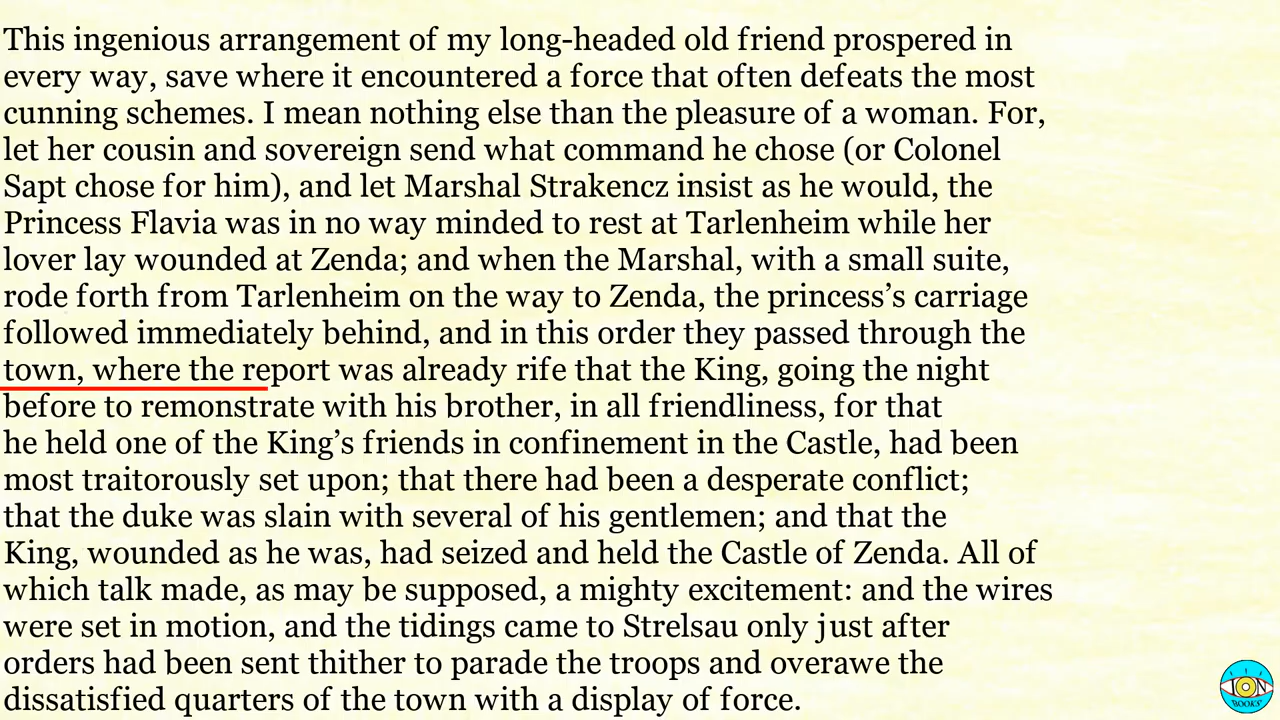 This ingenious arrangement of my long-headed old friend prospered in
every way, save where it encountered a force that often defeats the most
cunning schemes. I mean nothing else than the pleasure of a woman. For,
let her cousin and sovereign send what command he chose (or Colonel
Sapt chose for him), and let Marshal Strakencz insist as he would, the
Princess Flavia was in no way minded to rest at Tarlenheim while her
lover lay wounded at Zenda; and when the Marshal, with a small suite,
rode forth from Tarlenheim on the way to Zenda, the princess’s carriage
followed immediately behind, and in this order they passed through the
town, where the report was already rife that the King, going the night
before to remonstrate with his brother, in all friendliness, for that
he held one of the King’s friends in confinement in the Castle, had been
most traitorously set upon; that there had been a desperate conflict;
that the duke was slain with several of his gentlemen; and that the
King, wounded as he was, had seized and held the Castle of Zenda. All of
which talk made, as may be supposed, a mighty excitement: and the wires
were set in motion, and the tidings came to Strelsau only just after
orders had been sent thither to parade the troops and overawe the
dissatisfied quarters of the town with a display of force.
ION
BOOKS